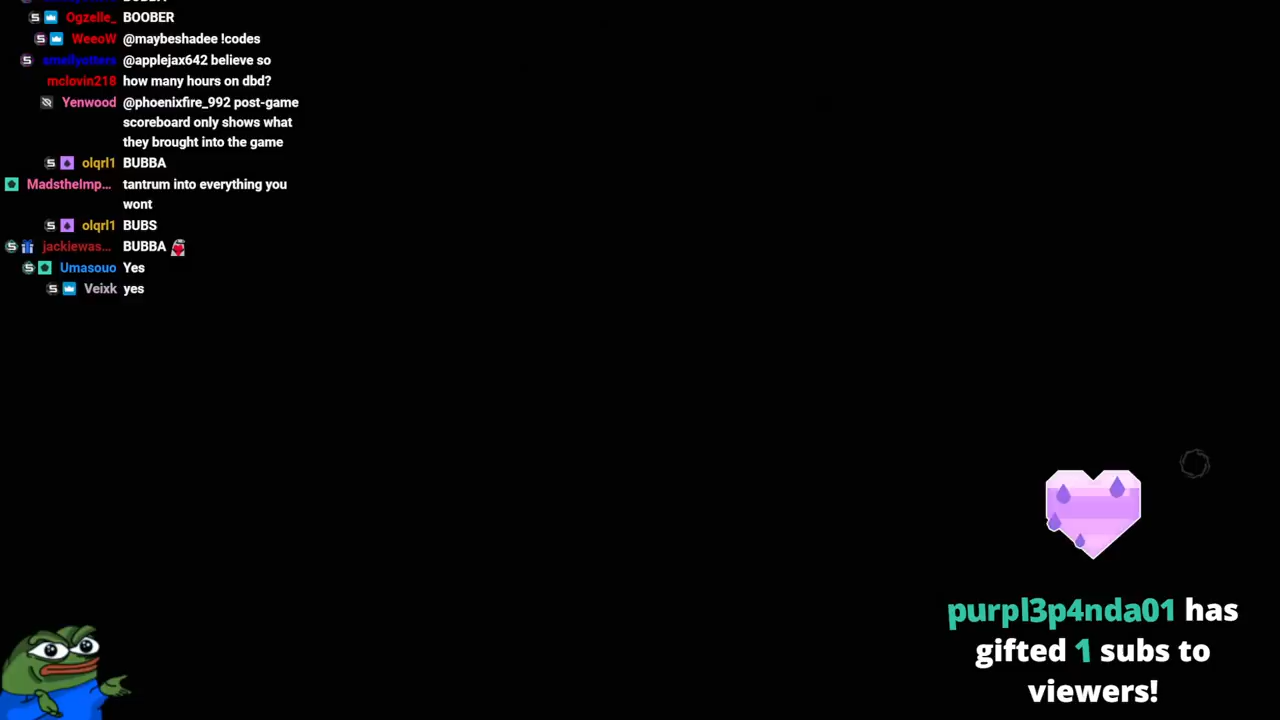 Ogzelle_ BOOBER
WeeoW @maybeshadee !codes
smellyotters @applejax642 believe so
mclovin218 how many hours on dbd?
Yenwood @phoenixfire_992 post-game
scoreboard only shows what
they brought into the game
olqrl1 BUBBA
MadstheImp... tantrum into everything you
wont
olqrl1 BUBS
jackiewas... BUBBA
Umasouo Yes
Veixk yes
purpl3p4nda01 has
gifted 1 subs to
viewers!